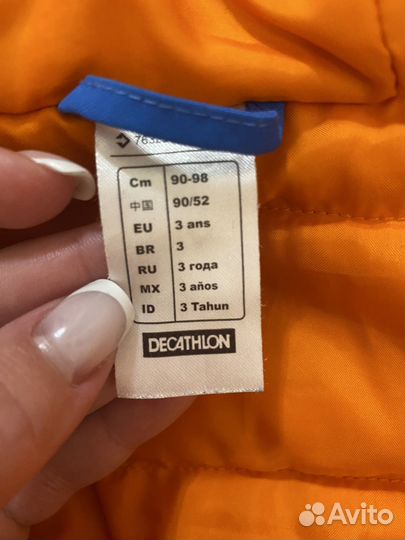 Cm 90-98
中国 90/52
EU 3 ans
BR 3
RU 3 года
MX 3 años
ID 3 Tahun
DECATHLON
Avito